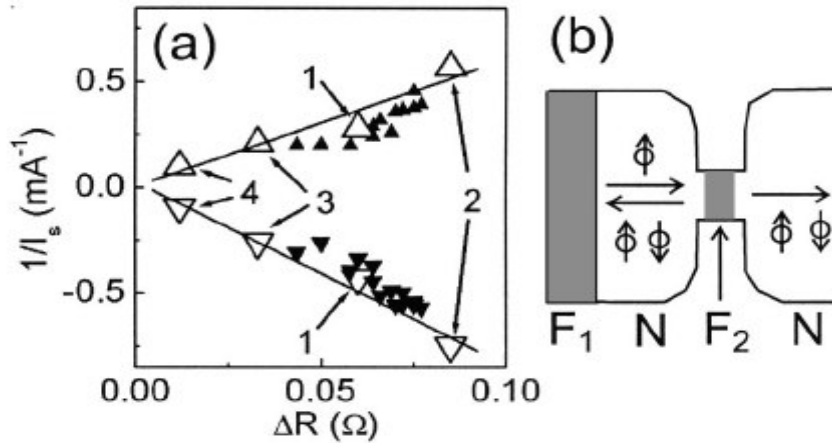 (a)
(b)
1/Iₛ (mA⁻¹)
0.5
0.0
-0.5
1
4
3
2
1
0.00
0.05
0.10
ΔR (Ω)
F₁
N
F₂
N